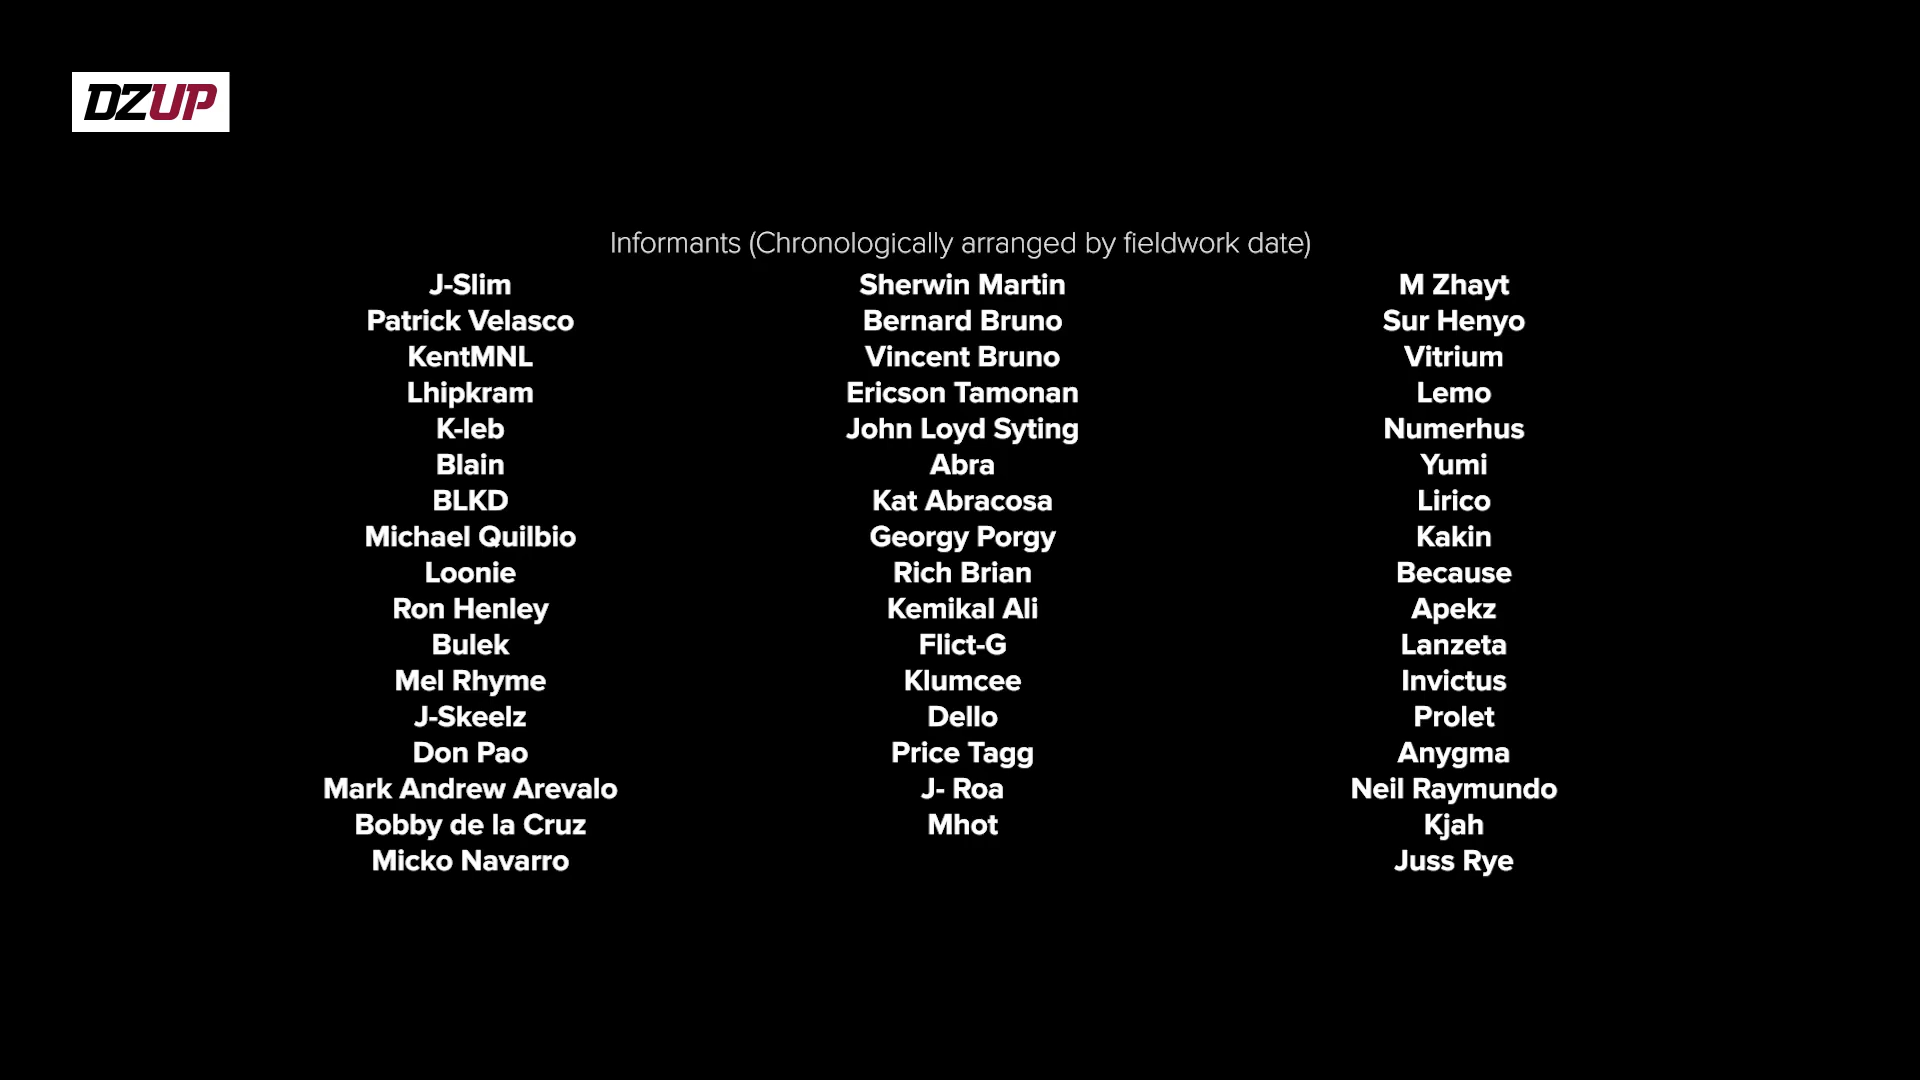 DZUP
Informants (Chronologically arranged by fieldwork date)
J-Slim
Patrick Velasco
KentMNL
Lhipkram
K-leb
Blain
BLKD
Michael Quilbio
Loonie
Ron Henley
Bulek
Mel Rhyme
J-Skeelz
Don Pao
Mark Andrew Arevalo
Bobby de la Cruz
Micko Navarro
Sherwin Martin
Bernard Bruno
Vincent Bruno
Ericson Tamonan
John Loyd Syting
Abra
Kat Abracosa
Georgy Porgy
Rich Brian
Kemikal Ali
Flict-G
Klumcee
Dello
Price Tagg
J- Roa
Mhot
M Zhayt
Sur Henyo
Vitrium
Lemo
Numerhus
Yumi
Lirico
Kakin
Because
Apekz
Lanzeta
Invictus
Prolet
Anygma
Neil Raymundo
Kjah
Juss Rye